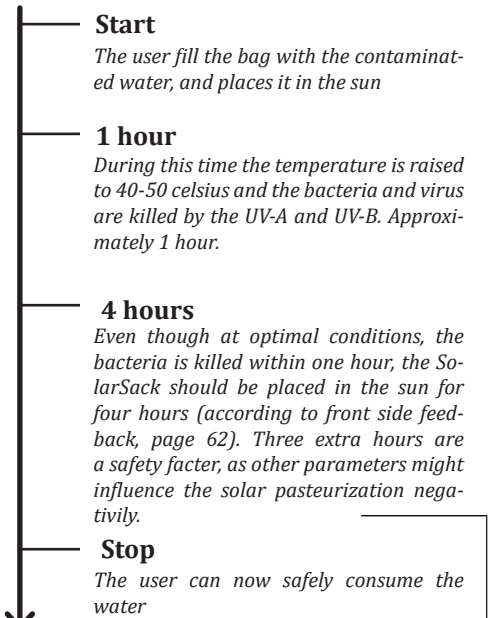 Start
The user fill the bag with the contaminat-
ed water, and places it in the sun
1 hour
During this time the temperature is raised
to 40-50 celsius and the bacteria and virus
are killed by the UV-A and UV-B. Approxi-
mately 1 hour.
4 hours
Even though at optimal conditions, the
bacteria is killed within one hour, the So-
larSack should be placed in the sun for
four hours (according to front side feed-
back, page 62). Three extra hours are
a safety facter, as other parameters might
influence the solar pasteurization nega-
tivily.
Stop
The user can now safely consume the
water